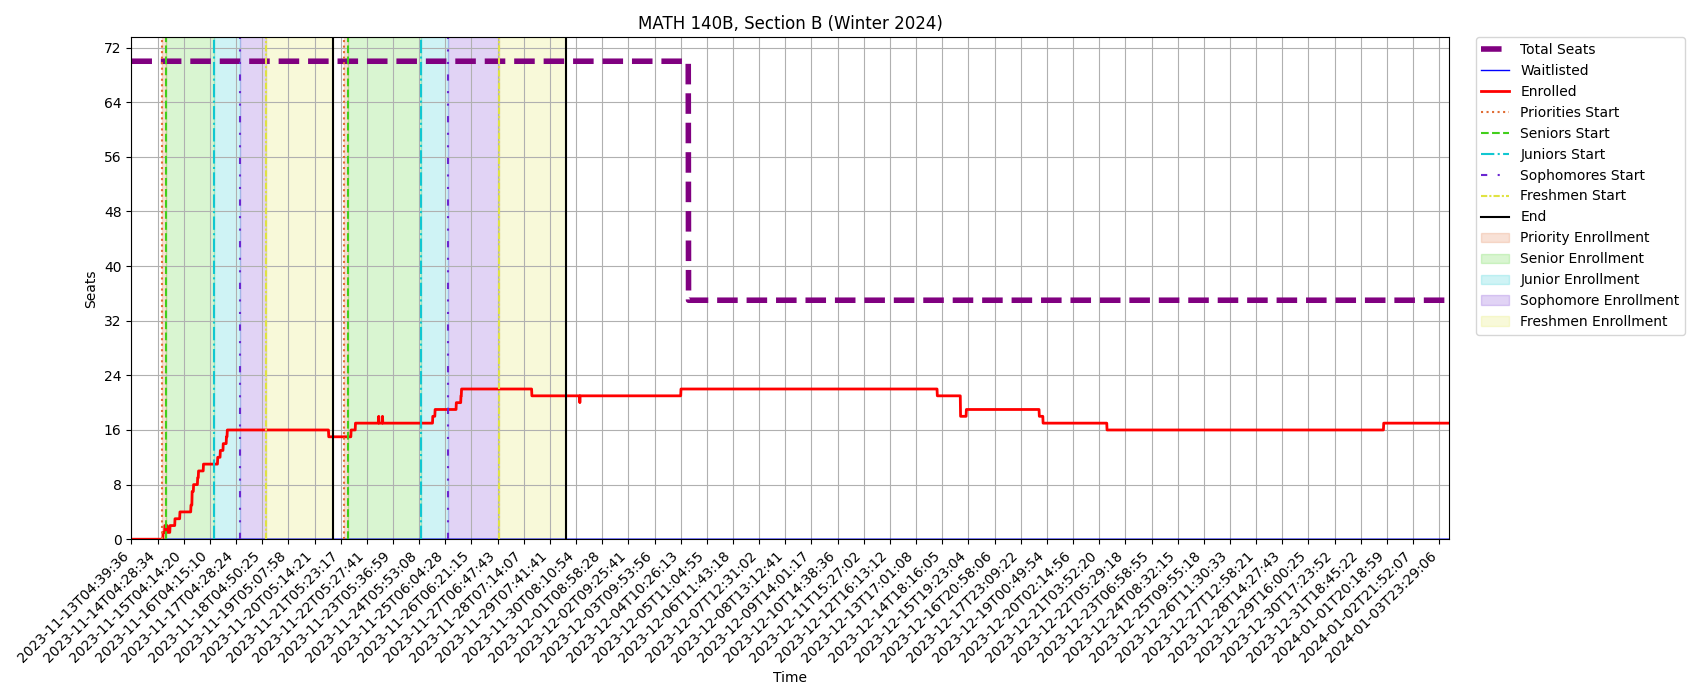 MATH 140B, Section B (Winter 2024)
72
64
56
48
40
32
24
16
8
0
Seats
2023-11-13T04:39:36
2023-11-14T04:28:34
2023-11-15T04:14:20
2023-11-16T04:15:10
2023-11-17T04:28:24
2023-11-18T04:50:25
2023-11-19T05:07:58
2023-11-20T05:14:21
2023-11-21T05:23:17
2023-11-22T05:27:41
2023-11-23T05:36:59
2023-11-24T05:53:08
2023-11-25T06:04:28
2023-11-26T06:21:15
2023-11-27T06:47:43
2023-11-28T07:14:07
2023-11-29T07:41:41
2023-11-30T08:10:54
2023-12-01T08:58:28
2023-12-02T09:25:41
2023-12-03T09:53:56
2023-12-04T10:26:13
2023-12-05T11:04:55
2023-12-06T11:43:18
2023-12-07T12:31:02
2023-12-08T13:12:41
2023-12-09T14:01:17
2023-12-10T14:38:36
2023-12-11T15:27:02
2023-12-12T16:13:12
2023-12-13T17:01:08
2023-12-14T18:16:05
2023-12-15T19:23:04
2023-12-16T20:58:06
2023-12-17T23:09:22
2023-12-19T00:49:54
2023-12-20T02:14:56
2023-12-21T03:52:20
2023-12-22T05:29:18
2023-12-23T06:58:55
2023-12-24T08:32:15
2023-12-25T09:55:18
2023-12-26T11:30:33
2023-12-27T12:58:21
2023-12-28T14:27:43
2023-12-29T16:00:25
2023-12-30T17:23:52
2023-12-31T18:45:22
2024-01-01T20:18:59
2024-01-02T21:52:07
2024-01-03T23:29:06
Time
Total Seats
Waitlisted
Enrolled
Priorities Start
Seniors Start
Juniors Start
Sophomores Start
Freshmen Start
End
Priority Enrollment
Senior Enrollment
Junior Enrollment
Sophomore Enrollment
Freshmen Enrollment